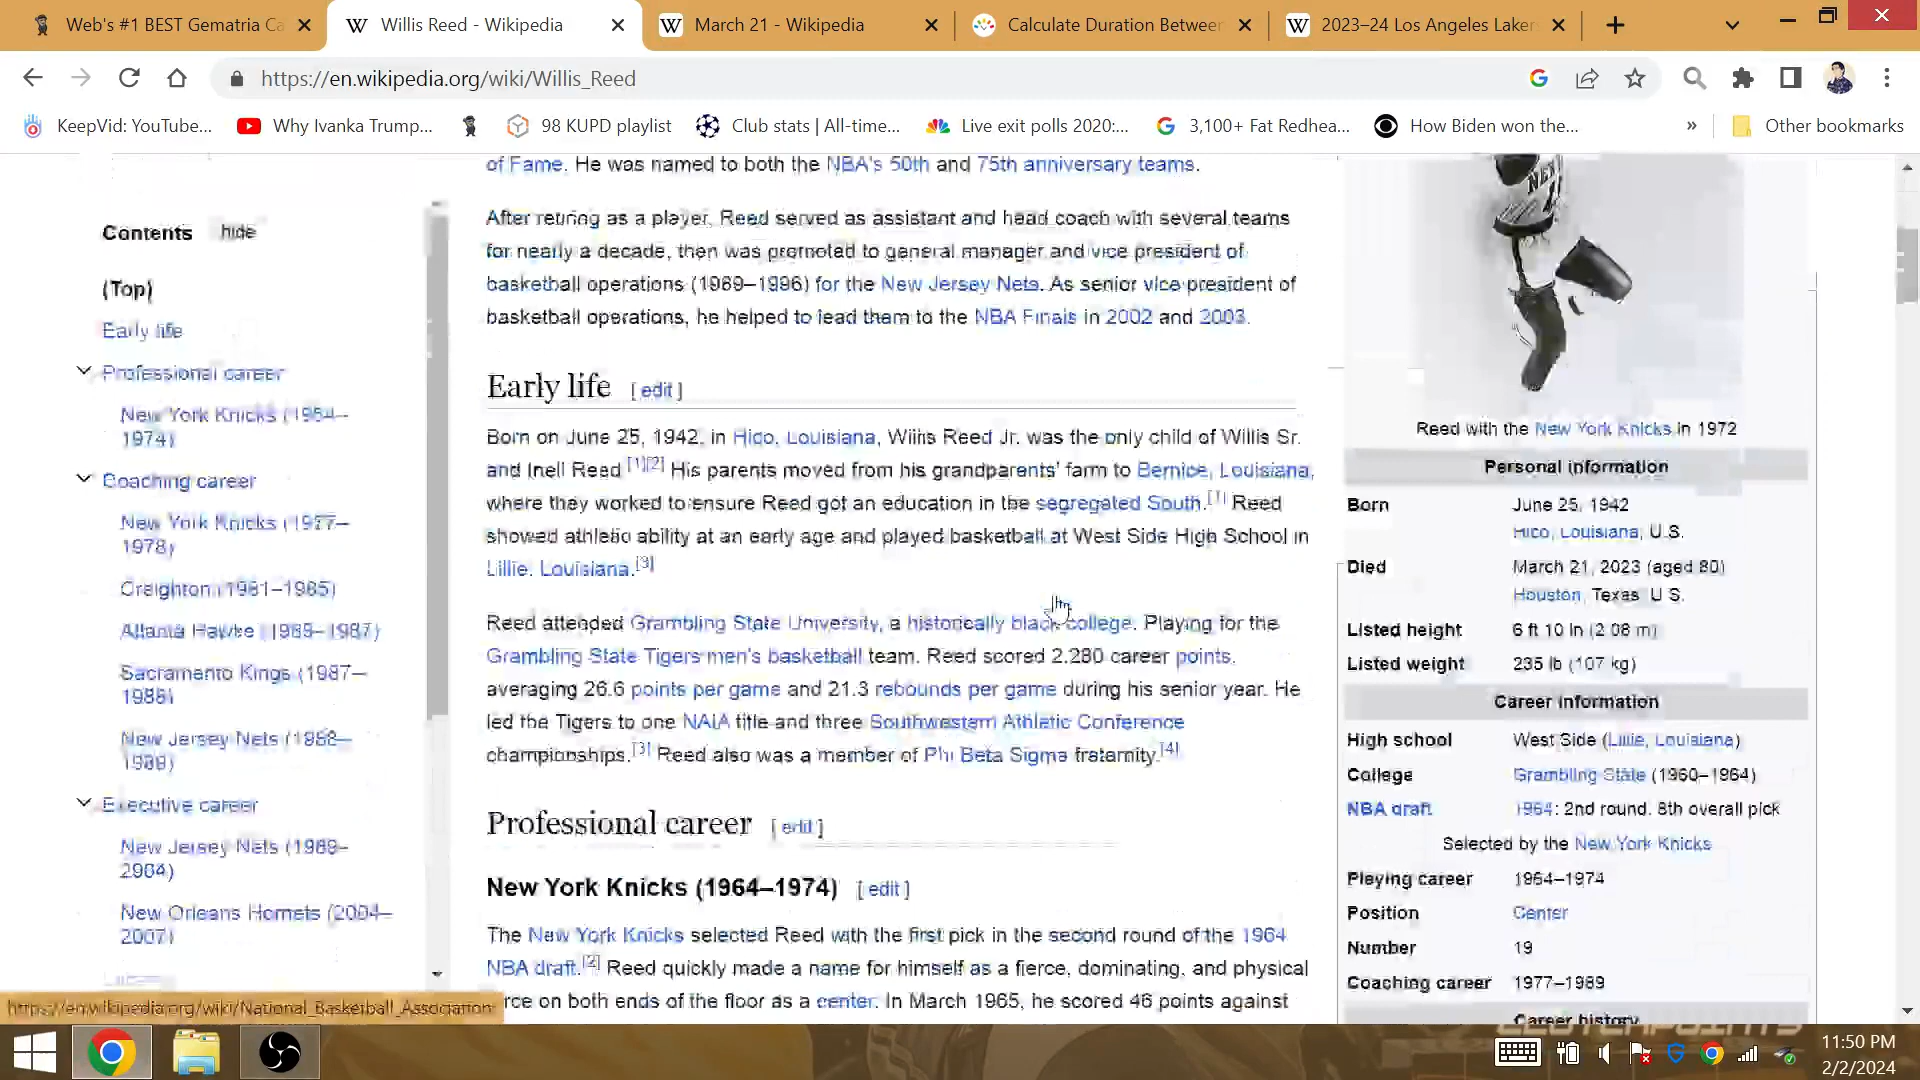 Web's #1 BEST Gematria Ca
Willis Reed - Wikipedia
March 21 - Wikipedia
Calculate Duration Between
2023–24 Los Angeles Laker
https://en.wikipedia.org/wiki/Willis_Reed
KeepVid: YouTube...
Why Ivanka Trump...
98 KUPD playlist
Club stats | All-time...
Live exit polls 2020:...
3,100+ Fat Redhea...
How Biden won the...
»
Other bookmarks
Contents hide
(Top)
Early life
Professional career
New York Knicks (1964–
1974)
Coaching career
New York Knicks (1977–
1978)
Creighton (1981–1985)
Atlanta Hawks (1985–1987)
Sacramento Kings (1987–
1988)
New Jersey Nets (1988–
1989)
Executive career
New Jersey Nets (1989–
2004)
New Orleans Hornets (2004–
2007)
of Fame. He was named to both the NBA's 50th and 75th anniversary teams.
After retiring as a player, Reed served as assistant and head coach with several teams
for nearly a decade, then was promoted to general manager and vice president of
basketball operations (1989–1996) for the New Jersey Nets. As senior vice president of
basketball operations, he helped to lead them to the NBA Finals in 2002 and 2003.
Early life [ edit ]
Born on June 25, 1942, in Hico, Louisiana, Willis Reed Jr. was the only child of Willis Sr.
and Inell Reed.[1][2] His parents moved from his grandparents' farm to Bernice, Louisiana,
where they worked to ensure Reed got an education in the segregated South.[1] Reed
showed athletic ability at an early age and played basketball at West Side High School in
Lillie, Louisiana.[3]
Reed attended Grambling State University, a historically black college. Playing for the
Grambling State Tigers men's basketball team, Reed scored 2,280 career points,
averaging 26.6 points per game and 21.3 rebounds per game during his senior year. He
led the Tigers to one NAIA title and three Southwestern Athletic Conference
championships.[3] Reed also was a member of Phi Beta Sigma fraternity.[4]
Professional career [ edit ]
New York Knicks (1964–1974) [ edit ]
The New York Knicks selected Reed with the first pick in the second round of the 1964
NBA draft.[2] Reed quickly made a name for himself as a fierce, dominating, and physical
rce on both ends of the floor as a center. In March 1965, he scored 46 points against
Reed with the New York Knicks in 1972
Personal information
Born June 25, 1942
Hico, Louisiana, U.S.
Died March 21, 2023 (aged 80)
Houston, Texas, U.S.
Listed height 6 ft 10 in (2.08 m)
Listed weight 235 lb (107 kg)
Career information
High school West Side (Lillie, Louisiana)
College Grambling State (1960–1964)
NBA draft 1964: 2nd round, 8th overall pick
Selected by the New York Knicks
Playing career 1964–1974
Position Center
Number 19
Coaching career 1977–1989
Career history
https://en.wikipedia.org/wiki/National_Basketball_Association
11:50 PM
2/2/2024